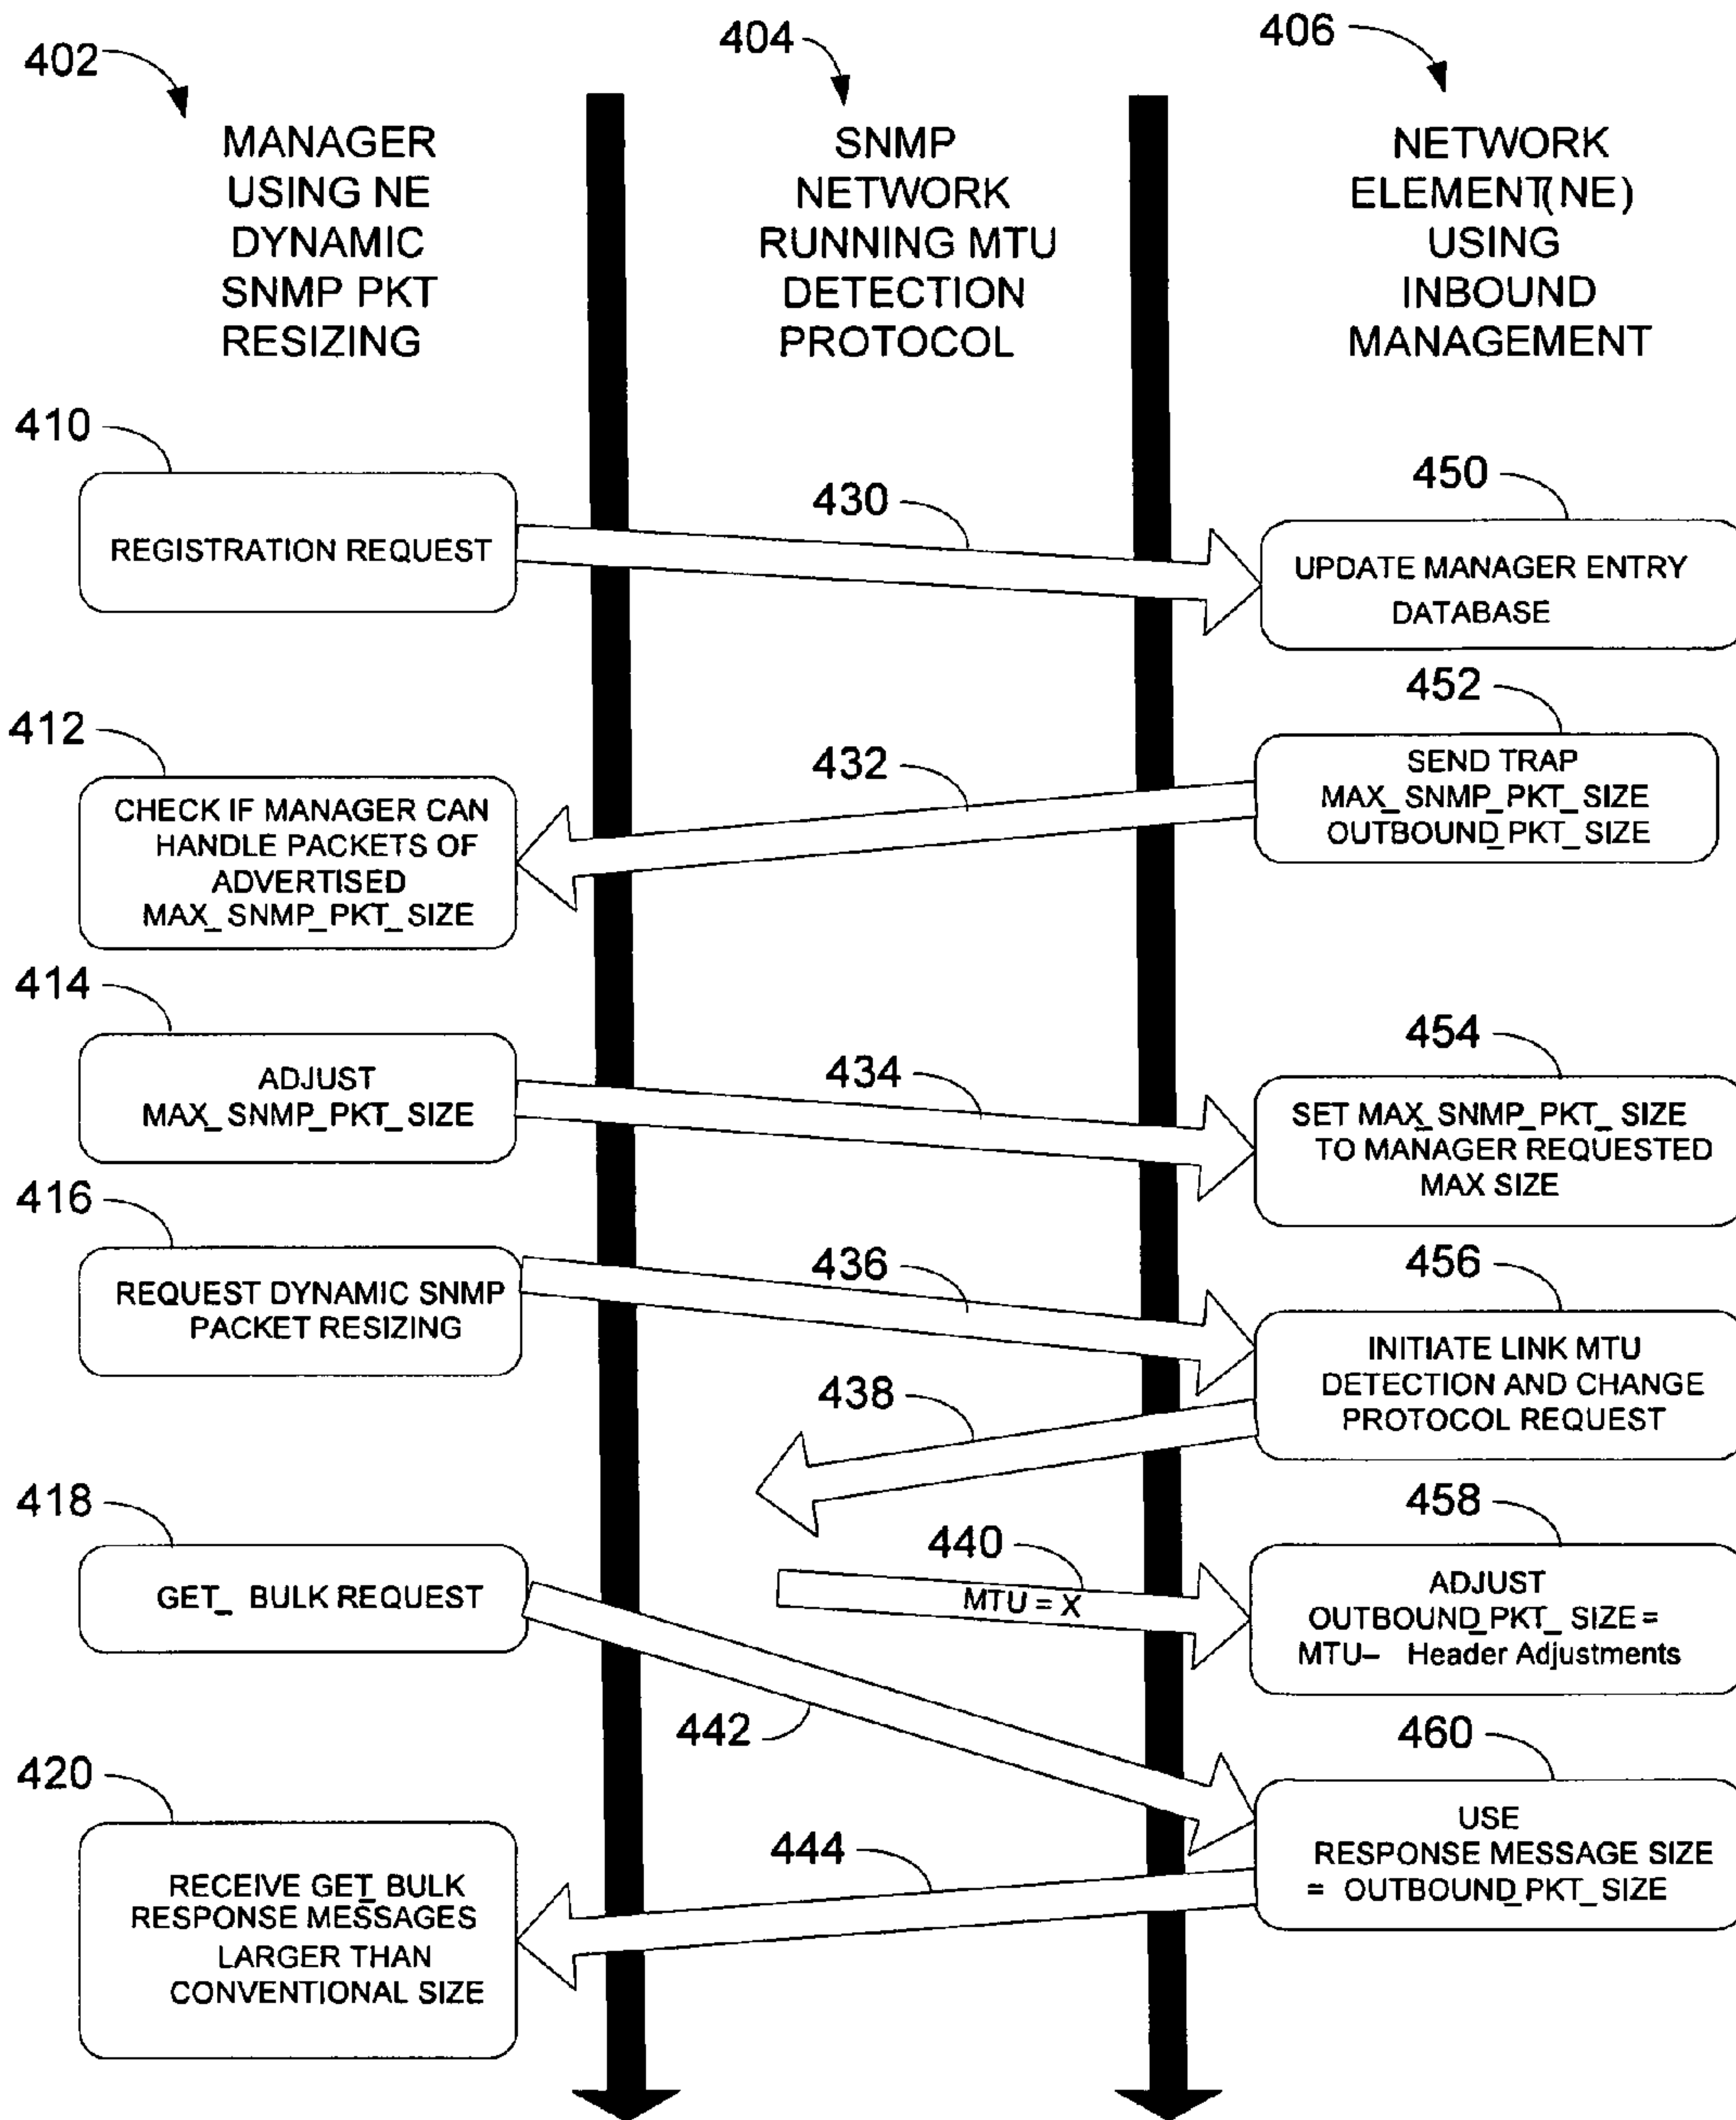 402
MANAGER
USING NE
DYNAMIC
SNMP PKT
RESIZING
404
SNMP
NETWORK
RUNNING MTU
DETECTION
PROTOCOL
406
NETWORK
ELEMENT(NE)
USING
INBOUND
MANAGEMENT
410
REGISTRATION REQUEST
430
450
UPDATE MANAGER ENTRY
DATABASE
452
SEND TRAP
MAX_SNMP_PKT_SIZE
OUTBOUND_PKT_SIZE
432
412
CHECK IF MANAGER CAN
HANDLE PACKETS OF
ADVERTISED
MAX_SNMP_PKT_SIZE
414
ADJUST
MAX_SNMP_PKT_SIZE
434
454
SET MAX_SNMP_PKT_SIZE
TO MANAGER REQUESTED
MAX SIZE
416
REQUEST DYNAMIC SNMP
PACKET RESIZING
436
456
INITIATE LINK MTU
DETECTION AND CHANGE
PROTOCOL REQUEST
438
418
GET_ BULK REQUEST
440
MTU = X
458
ADJUST
OUTBOUND_PKT_SIZE =
MTU– Header Adjustments
442
460
USE
RESPONSE MESSAGE SIZE
= OUTBOUND_PKT_SIZE
444
420
RECEIVE GET_BULK
RESPONSE MESSAGES
LARGER THAN
CONVENTIONAL SIZE